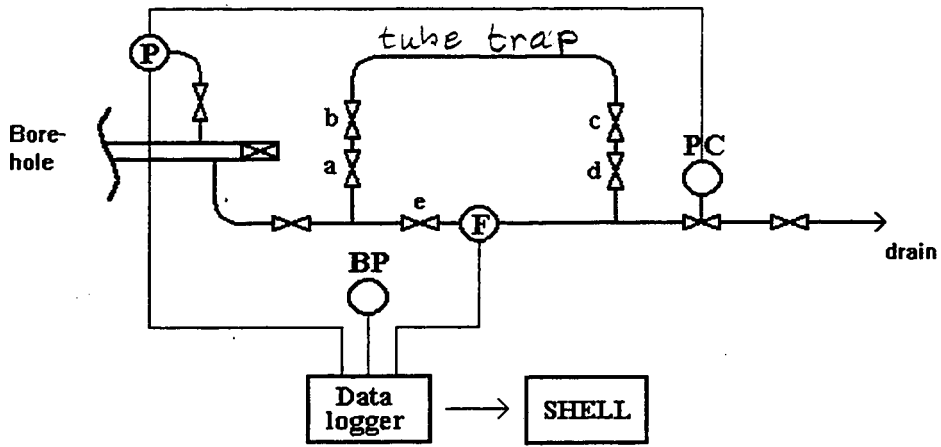 tube trap
P
Bore-
hole
b
c
a
d
PC
e
F
drain
BP
Data
logger
SHELL